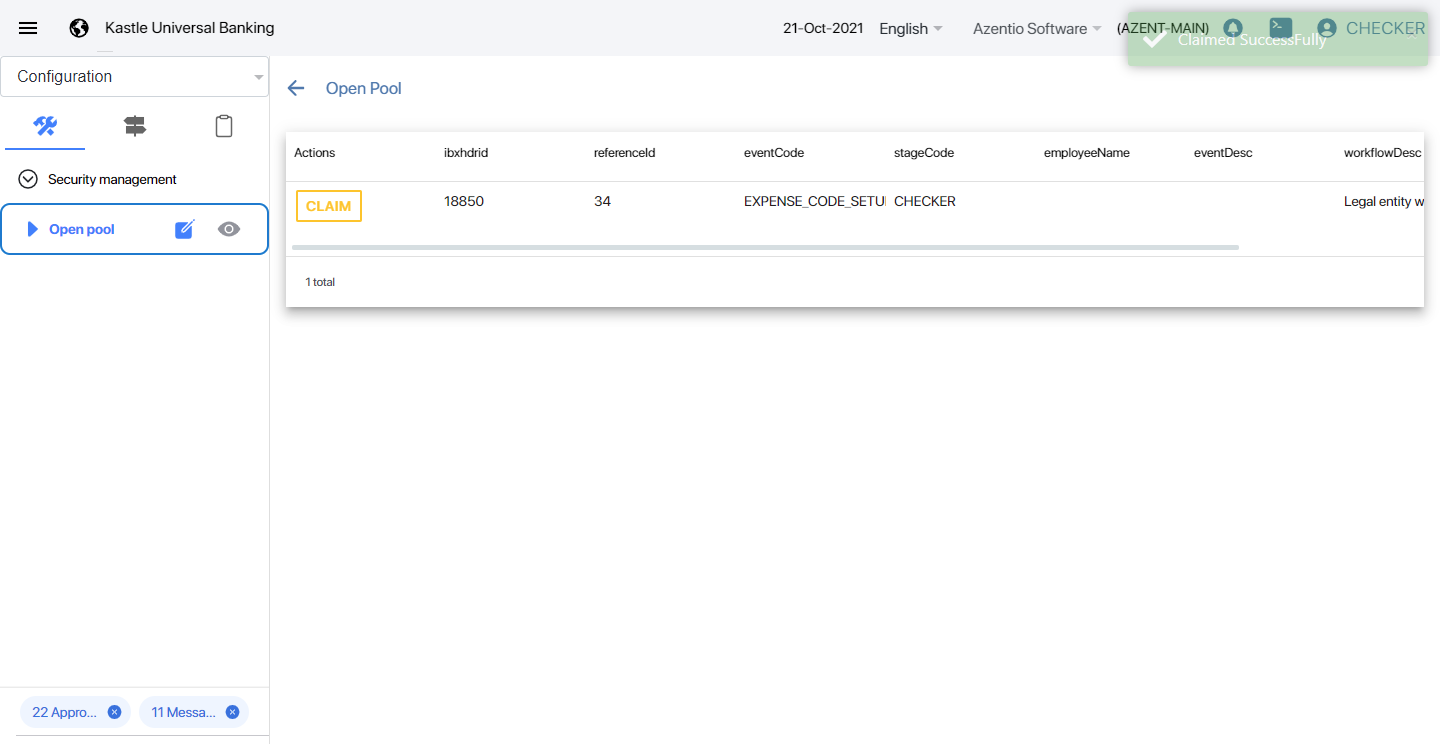 Kastle Universal Banking
21-Oct-2021
English
Azentio Software
(AZENT-MAIN)
CHECKER
Claimed SuccessFully
Configuration
Security management
Open pool
Open Pool
Actions ibxhdrid referenceId eventCode stageCode employeeName eventDesc workflowDesc
CLAIM 18850 34 EXPENSE_CODE_SETU CHECKER Legal entity w
1 total
22 Appro...
11 Messa...